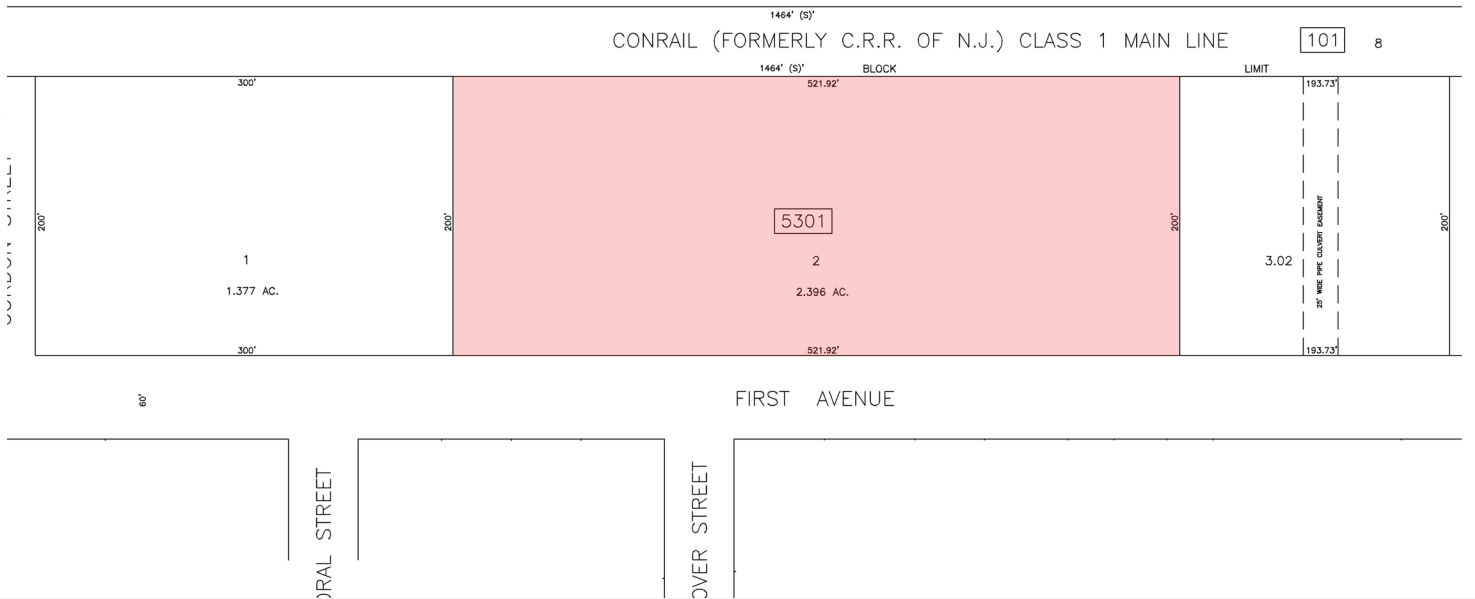 1464' (S)'
CONRAIL (FORMERLY C.R.R. OF N.J.) CLASS 1 MAIN LINE 101 8
1464' (S)' BLOCK LIMIT
300' 521.92' 193.73'
200' 200' 200' 200'
5301
25' WIDE PIPE CULVERT EASEMENT
1 2 3.02
1.377 AC. 2.396 AC.
300' 521.92' 193.73'
60' FIRST AVENUE
ORAL STREET
OVER STREET